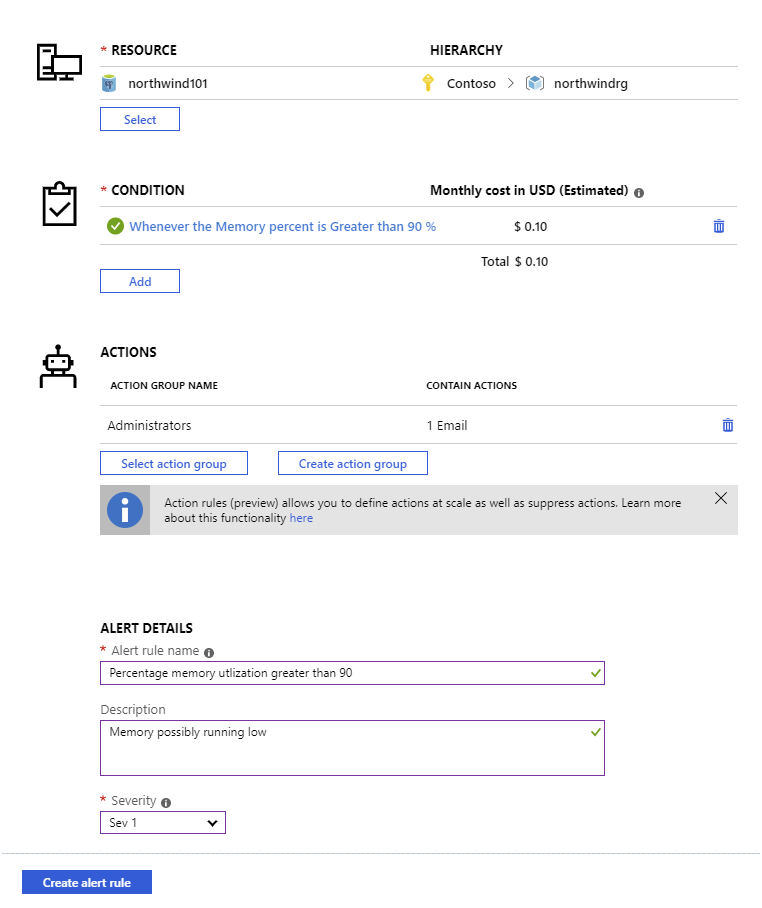 * RESOURCE HIERARCHY
northwind101 Contoso > northwindrg
Select
* CONDITION Monthly cost in USD (Estimated)
Whenever the Memory percent is Greater than 90 % $ 0.10
Total $ 0.10
Add
ACTIONS
ACTION GROUP NAME CONTAIN ACTIONS
Administrators 1 Email
Select action group Create action group
Action rules (preview) allows you to define actions at scale as well as suppress actions. Learn more
about this functionality here
ALERT DETAILS
* Alert rule name
Percentage memory utlization greater than 90
Description
Memory possibly running low
* Severity
Sev 1
Create alert rule